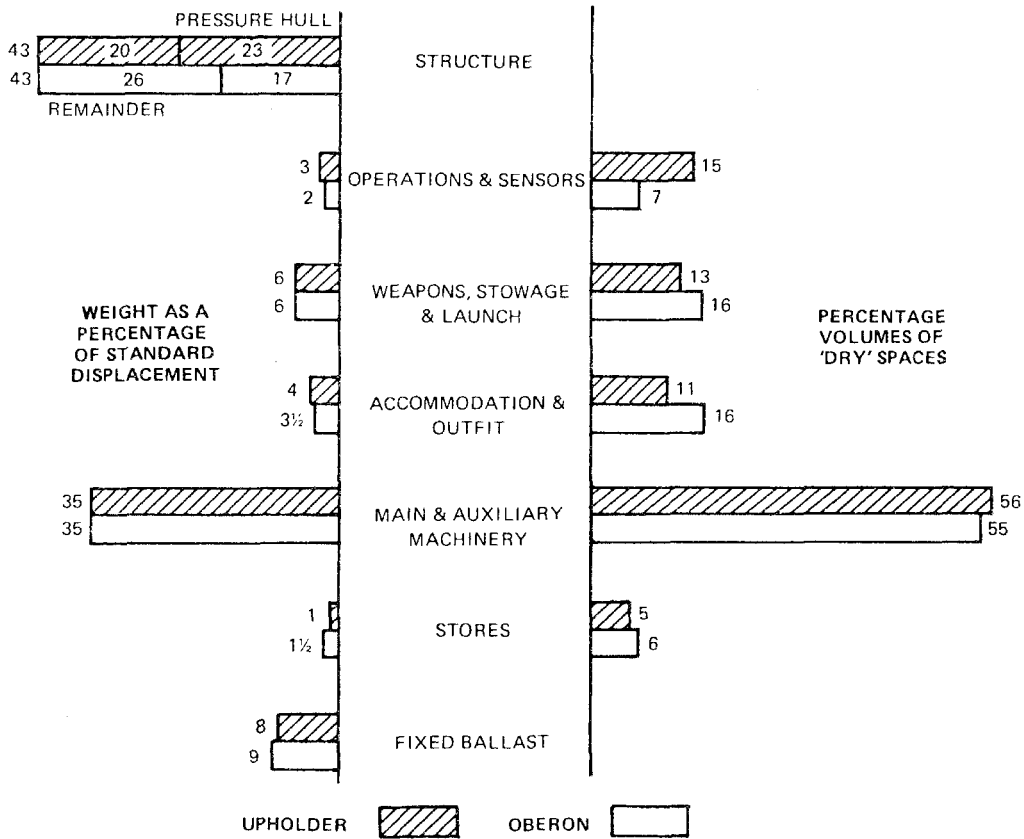 PRESSURE HULL
43 20 23
43 26 17
REMAINDER
STRUCTURE
3 15
OPERATIONS & SENSORS
2 7
6 13
WEAPONS, STOWAGE
& LAUNCH
6 16
WEIGHT AS A
PERCENTAGE
OF STANDARD
DISPLACEMENT
PERCENTAGE
VOLUMES OF
'DRY' SPACES
4 11
ACCOMMODATION &
OUTFIT
3½ 16
35 56
MAIN & AUXILIARY
MACHINERY
35 55
1 5
STORES
1½ 6
8
FIXED BALLAST
9
UPHOLDER OBERON